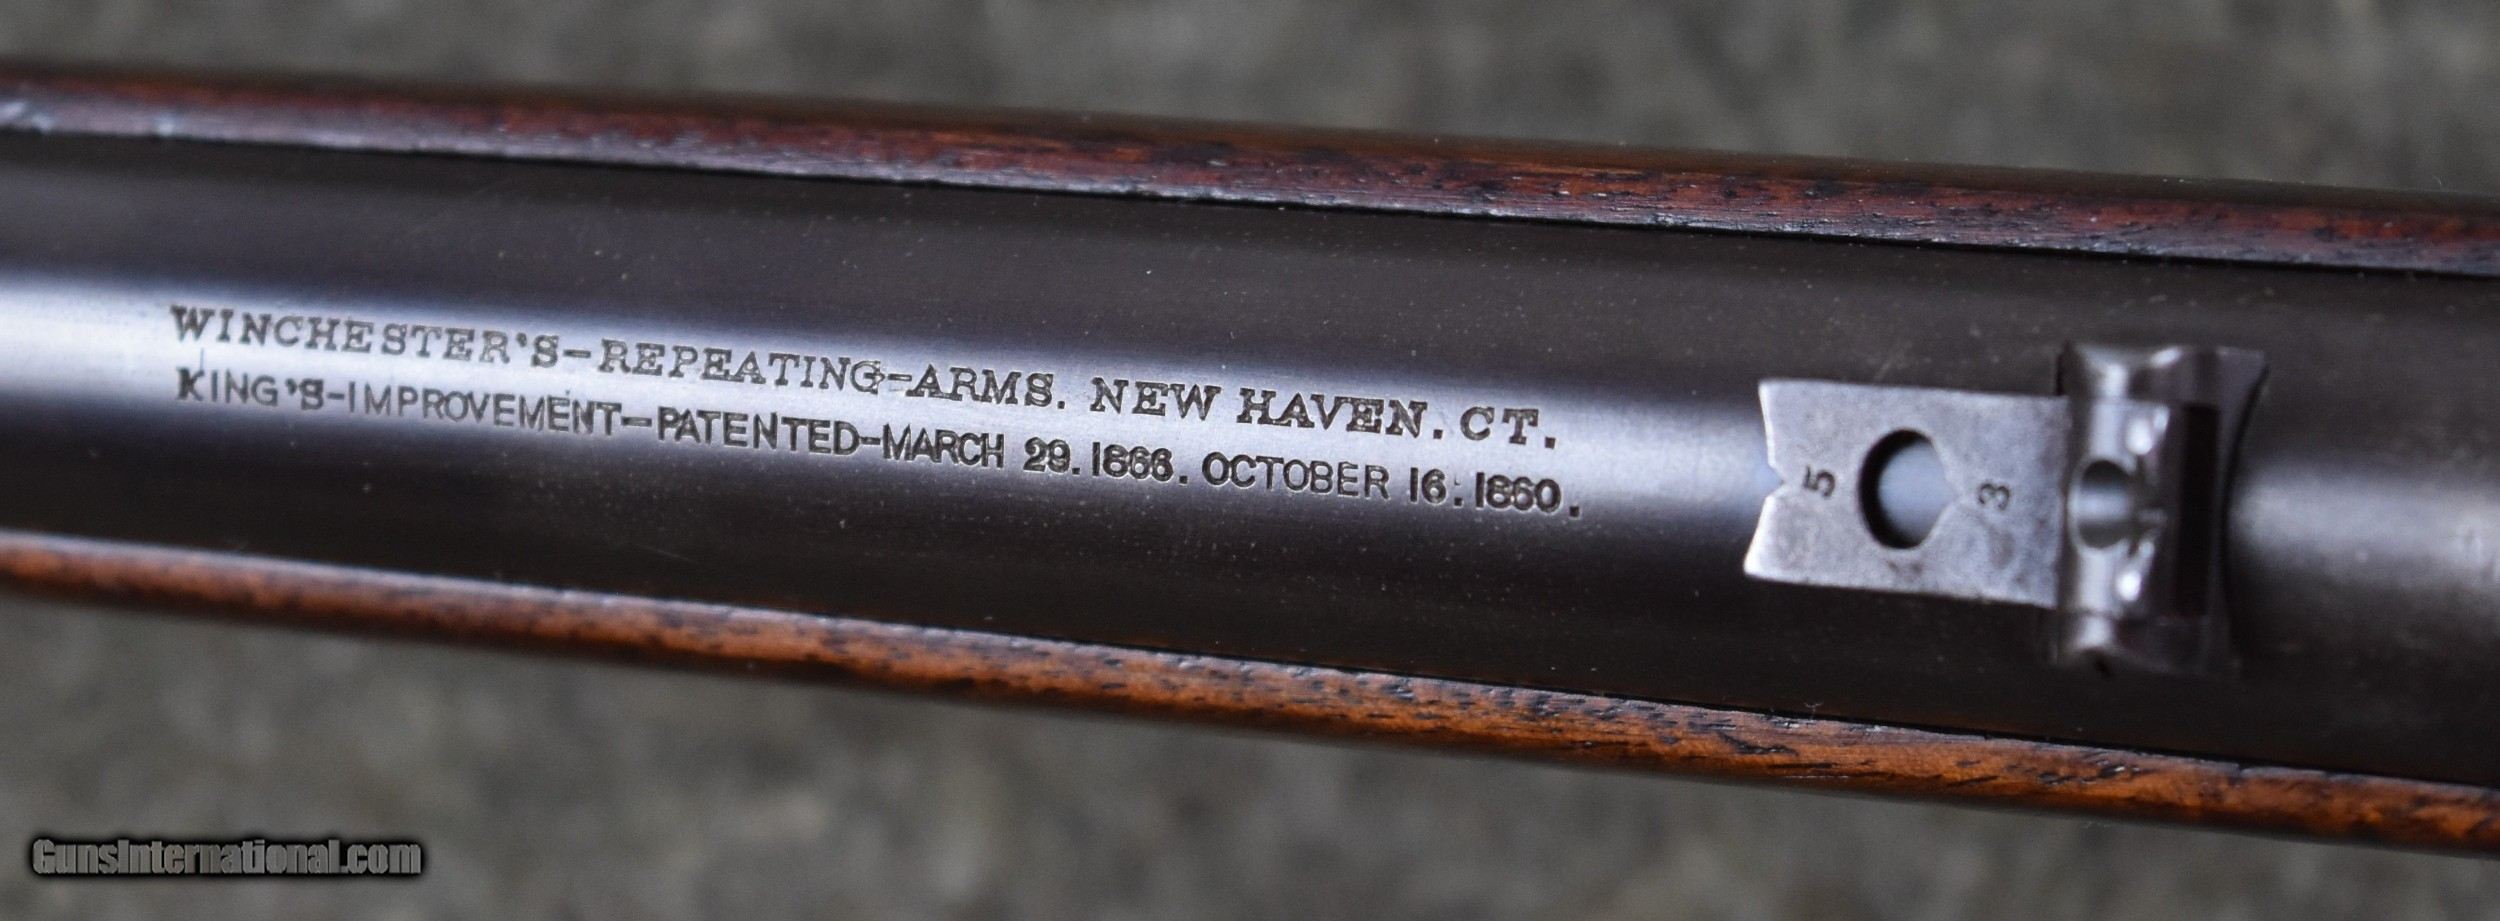 WINCHESTER'S-REPEATING-ARMS. NEW HAVEN. CT.
KING'S-IMPROVEMENT-PATENTED-MARCH 29. 1866. OCTOBER 16. 1860.
5 3
GunsInternational.com